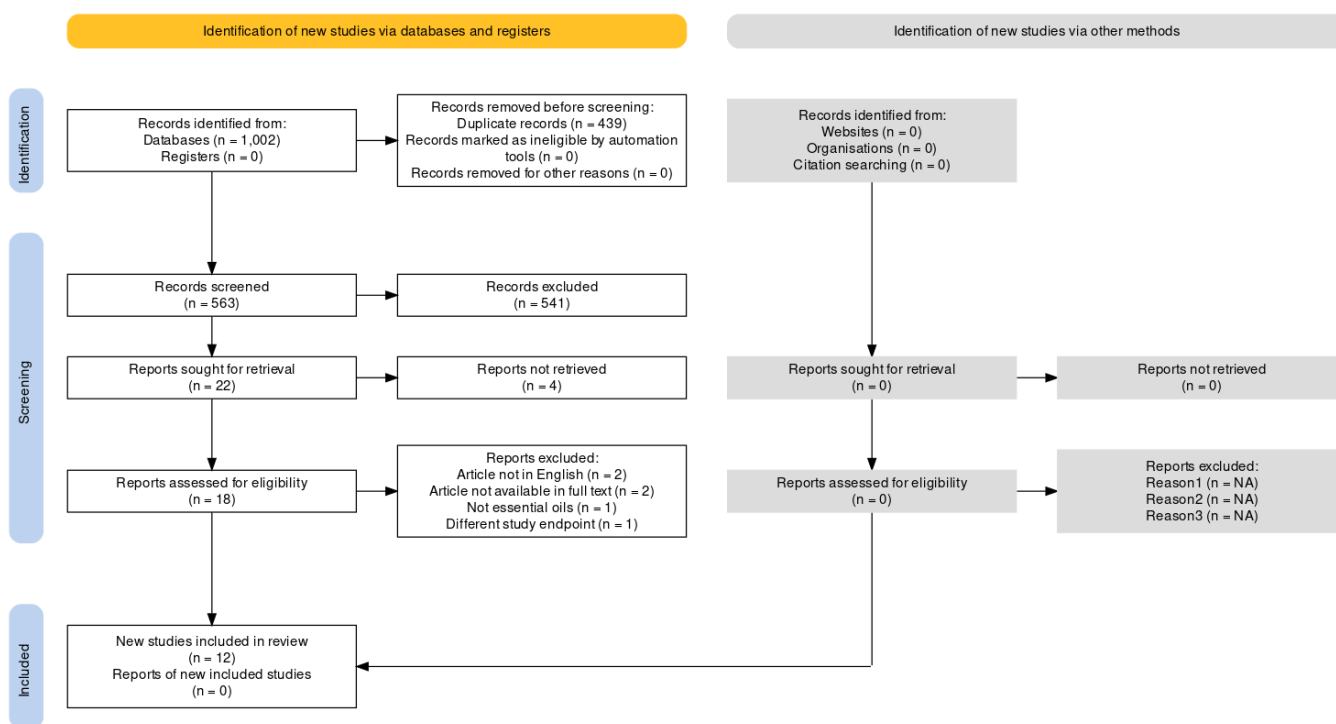 Identification of new studies via databases and registers
Identification of new studies via other methods
Identification
Records identified from:
Databases (n = 1,002)
Registers (n = 0)
Records removed before screening:
Duplicate records (n = 439)
Records marked as ineligible by automation
tools (n = 0)
Records removed for other reasons (n = 0)
Records identified from:
Websites (n = 0)
Organisations (n = 0)
Citation searching (n = 0)
Screening
Records screened
(n = 563)
Records excluded
(n = 541)
Reports sought for retrieval
(n = 22)
Reports not retrieved
(n = 4)
Reports sought for retrieval
(n = 0)
Reports not retrieved
(n = 0)
Reports assessed for eligibility
(n = 18)
Reports excluded:
Article not in English (n = 2)
Article not available in full text (n = 2)
Not essential oils (n = 1)
Different study endpoint (n = 1)
Reports assessed for eligibility
(n = 0)
Reports excluded:
Reason1 (n = NA)
Reason2 (n = NA)
Reason3 (n = NA)
Included
New studies included in review
(n = 12)
Reports of new included studies
(n = 0)